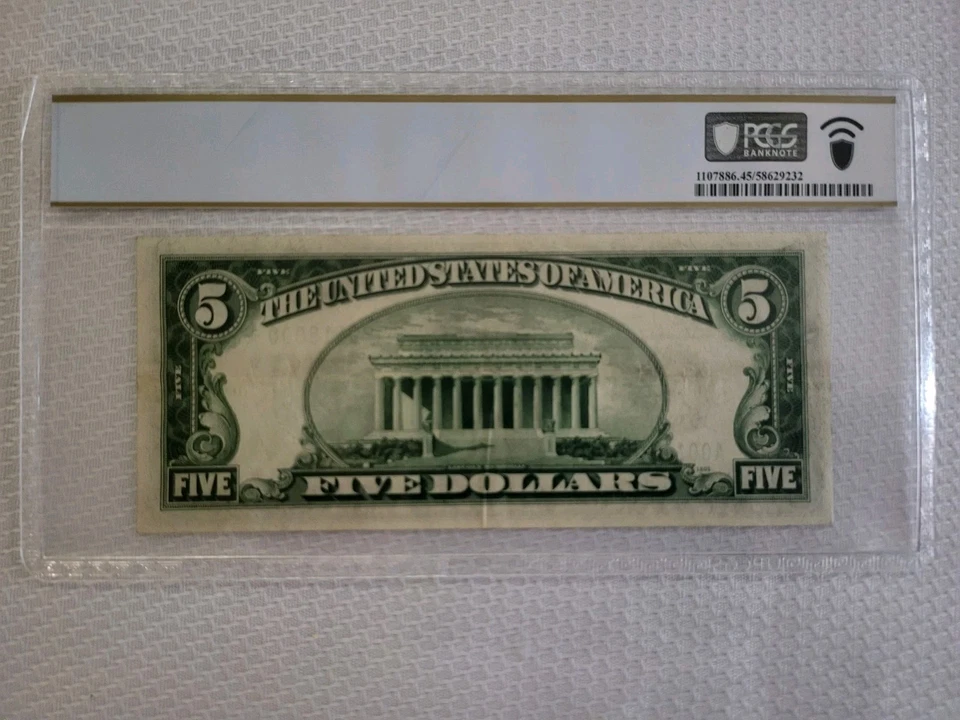 PCGS
BANKNOTE
1107886.45/58629232
FIVE FIVE
5 THE UNITED STATES OF AMERICA 5
FIVE FIVE
FIVE FIVE DOLLARS FIVE